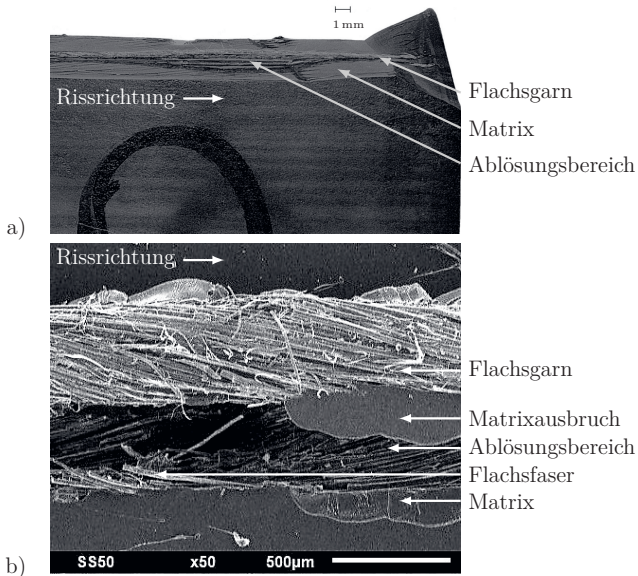 1 mm
Rissrichtung
Flachsgarn
Matrix
Ablösungsbereich
a)
Rissrichtung
Flachsgarn
Matrixausbruch
Ablösungsbereich
Flachsfaser
Matrix
b)
SS50 x50 500µm